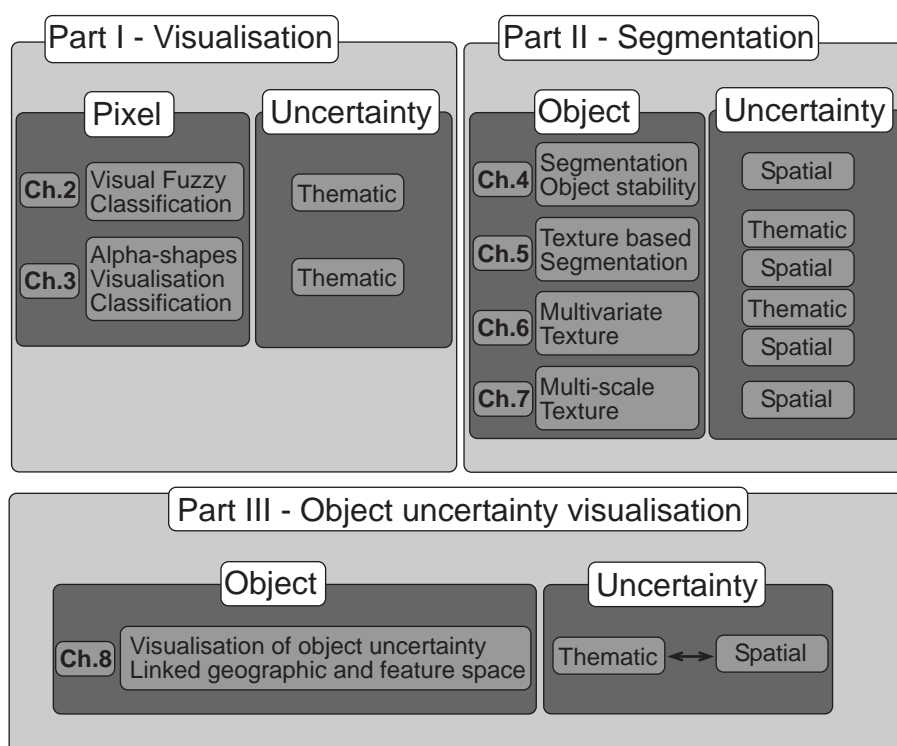 Part I - Visualisation
Pixel
Uncertainty
Ch.2
Visual Fuzzy
Classification
Thematic
Ch.3
Alpha-shapes
Visualisation
Classification
Thematic
Part II - Segmentation
Object
Uncertainty
Ch.4
Segmentation
Object stability
Spatial
Ch.5
Texture based
Segmentation
Thematic
Spatial
Ch.6
Multivariate
Texture
Thematic
Spatial
Ch.7
Multi-scale
Texture
Spatial
Part III - Object uncertainty visualisation
Object
Uncertainty
Ch.8
Visualisation of object uncertainty
Linked geographic and feature space
Thematic
Spatial